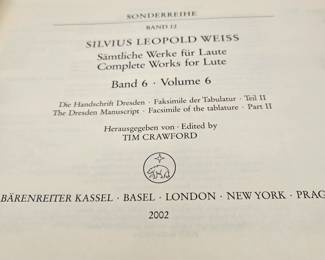 SONDERREIHE
BAND 12
SILVIUS LEOPOLD WEISS
Sämtliche Werke für Laute
Complete Works for Lute
Band 6 · Volume 6
Die Handschrift Dresden · Faksimile der Tabulatur · Teil II
The Dresden Manuscript · Facsimile of the tablature · Part II
Herausgegeben von · Edited by
TIM CRAWFORD
BÄRENREITER KASSEL · BASEL · LONDON · NEW YORK · PRAG
2002